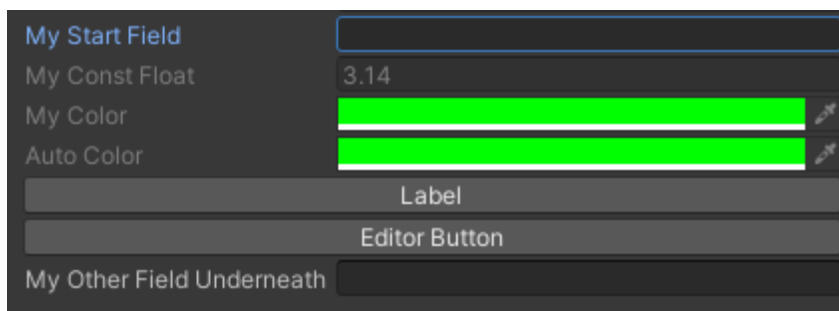 My Start Field
My Const Float 3.14
My Color
Auto Color
Label
Editor Button
My Other Field Underneath